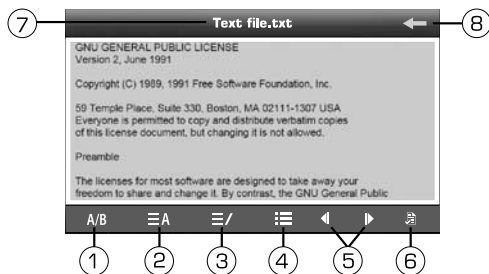 7 Text file.txt 8
GNU GENERAL PUBLIC LICENSE
Version 2, June 1991
Copyright (C) 1989, 1991 Free Software Foundation, Inc.
59 Temple Place, Suite 330, Boston, MA 02111-1307 USA
Everyone is permitted to copy and distribute verbatim copies
of this license document, but changing it is not allowed.
Preamble
The licenses for most software are designed to take away your
freedom to share and change it. By contrast, the GNU General Public
A/B A
1 2 3 4 5 6